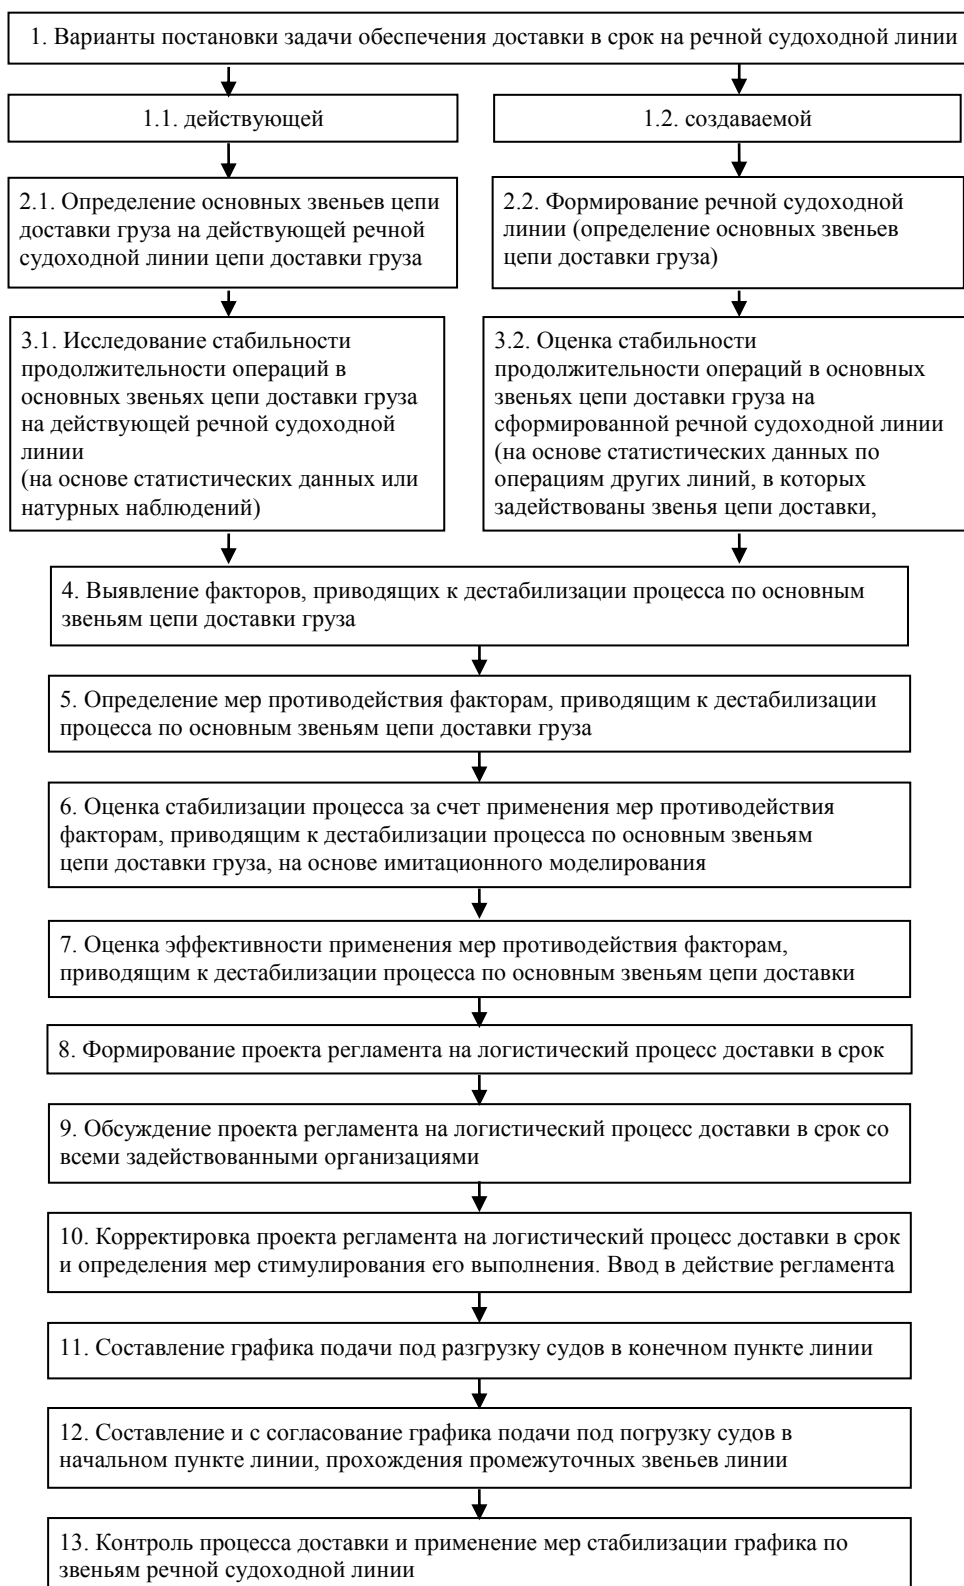 1. Варианты постановки задачи обеспечения доставки в срок на речной судоходной линии
1.1. действующей
1.2. создаваемой
2.1. Определение основных звеньев цепи
доставки груза на действующей речной
судоходной линии цепи доставки груза
2.2. Формирование речной судоходной
линии (определение основных звеньев
цепи доставки груза)
3.1. Исследование стабильности
продолжительности операций в
основных звеньях цепи доставки груза
на действующей речной судоходной
линии
(на основе статистических данных или
натурных наблюдений)
3.2. Оценка стабильности
продолжительности операций в основных
звеньях цепи доставки груза на
сформированной речной судоходной линии
(на основе статистических данных по
операциям других линий, в которых
задействованы звенья цепи доставки,
4. Выявление факторов, приводящих к дестабилизации процесса по основным
звеньям цепи доставки груза
5. Определение мер противодействия факторам, приводящим к дестабилизации
процесса по основным звеньям цепи доставки груза
6. Оценка стабилизации процесса за счет применения мер противодействия
факторам, приводящим к дестабилизации процесса по основным звеньям
цепи доставки груза, на основе имитационного моделирования
7. Оценка эффективности применения мер противодействия факторам,
приводящим к дестабилизации процесса по основным звеньям цепи доставки
8. Формирование проекта регламента на логистический процесс доставки в срок
9. Обсуждение проекта регламента на логистический процесс доставки в срок со
всеми задействованными организациями
10. Корректировка проекта регламента на логистический процесс доставки в срок
и определения мер стимулирования его выполнения. Ввод в действие регламента
11. Составление графика подачи под разгрузку судов в конечном пункте линии
12. Составление и с согласование графика подачи под погрузку судов в
начальном пункте линии, прохождения промежуточных звеньев линии
13. Контроль процесса доставки и применение мер стабилизации графика по
звеньям речной судоходной линии